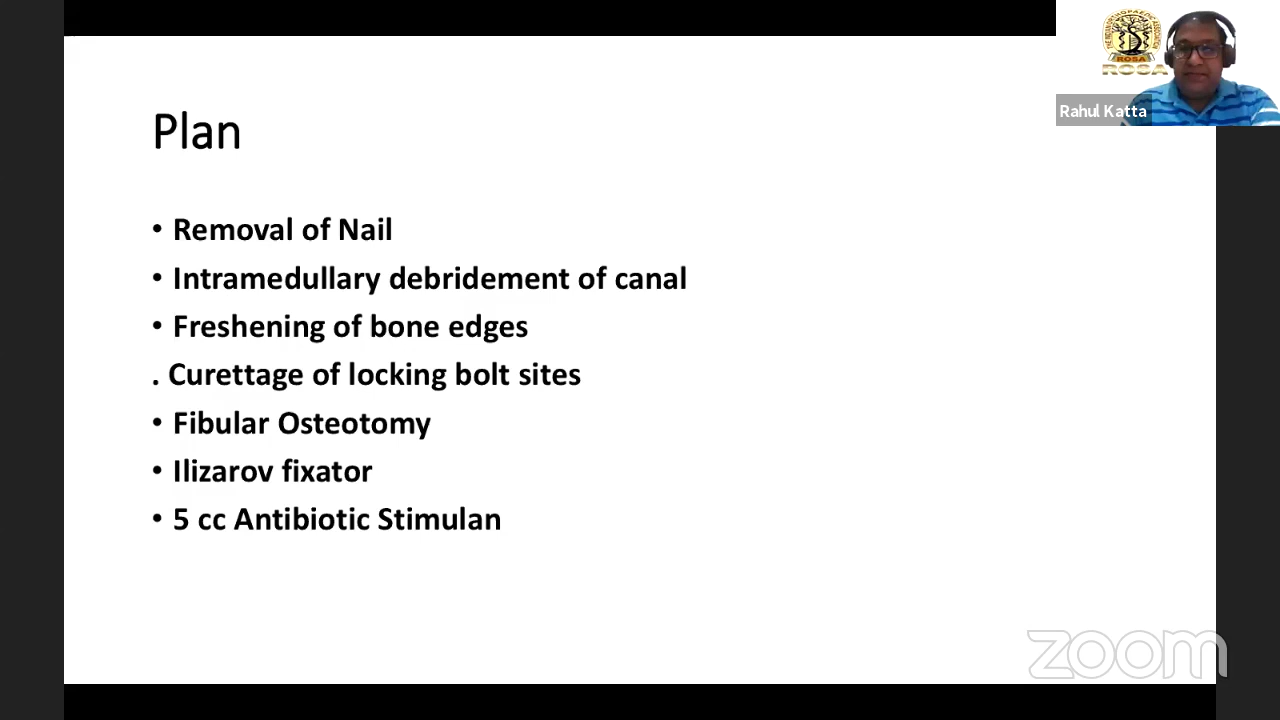 Plan
• Removal of Nail
• Intramedullary debridement of canal
• Freshening of bone edges
. Curettage of locking bolt sites
• Fibular Osteotomy
• Ilizarov fixator
• 5 cc Antibiotic Stimulan
ROSA
ROSA
Rahul Katta
zoom